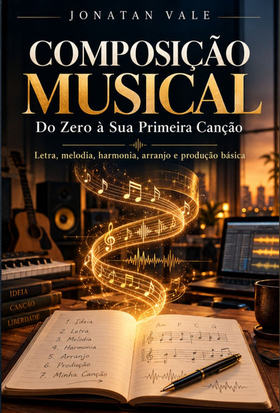 JONATAN VALE
COMPOSIÇÃO
MUSICAL
Do Zero à Sua Primeira Canção
Letra, melodia, harmonia, arranjo e produção básica
IDEIA
CANÇÃO
LIBERDADE
1. Ideia
2. Letra
3. Melodia
4. Harmonia
5. Arranjo
6. Produção
7. Minha Canção
Am F C G